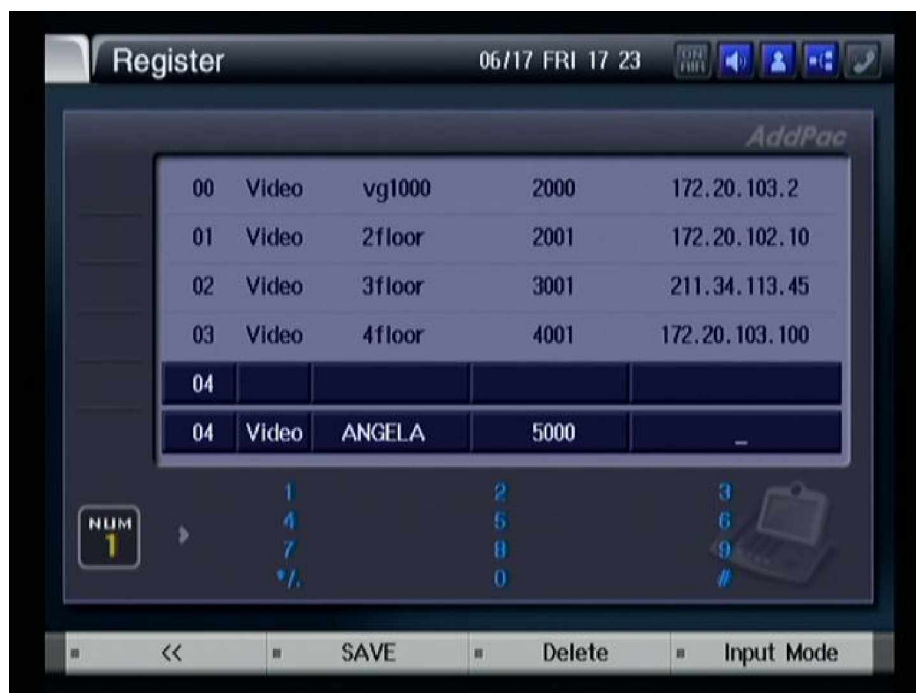 Register 06/17 FRI 17 23 ON AIR
AddPac
00 Video vg1000 2000 172.20.103.2
01 Video 2floor 2001 172.20.102.10
02 Video 3floor 3001 211.34.113.45
03 Video 4floor 4001 172.20.103.100
04
04 Video ANGELA 5000 _
1 2 3
NUM 4 5 6
1 7 8 9
*/. 0 #
<< SAVE Delete Input Mode